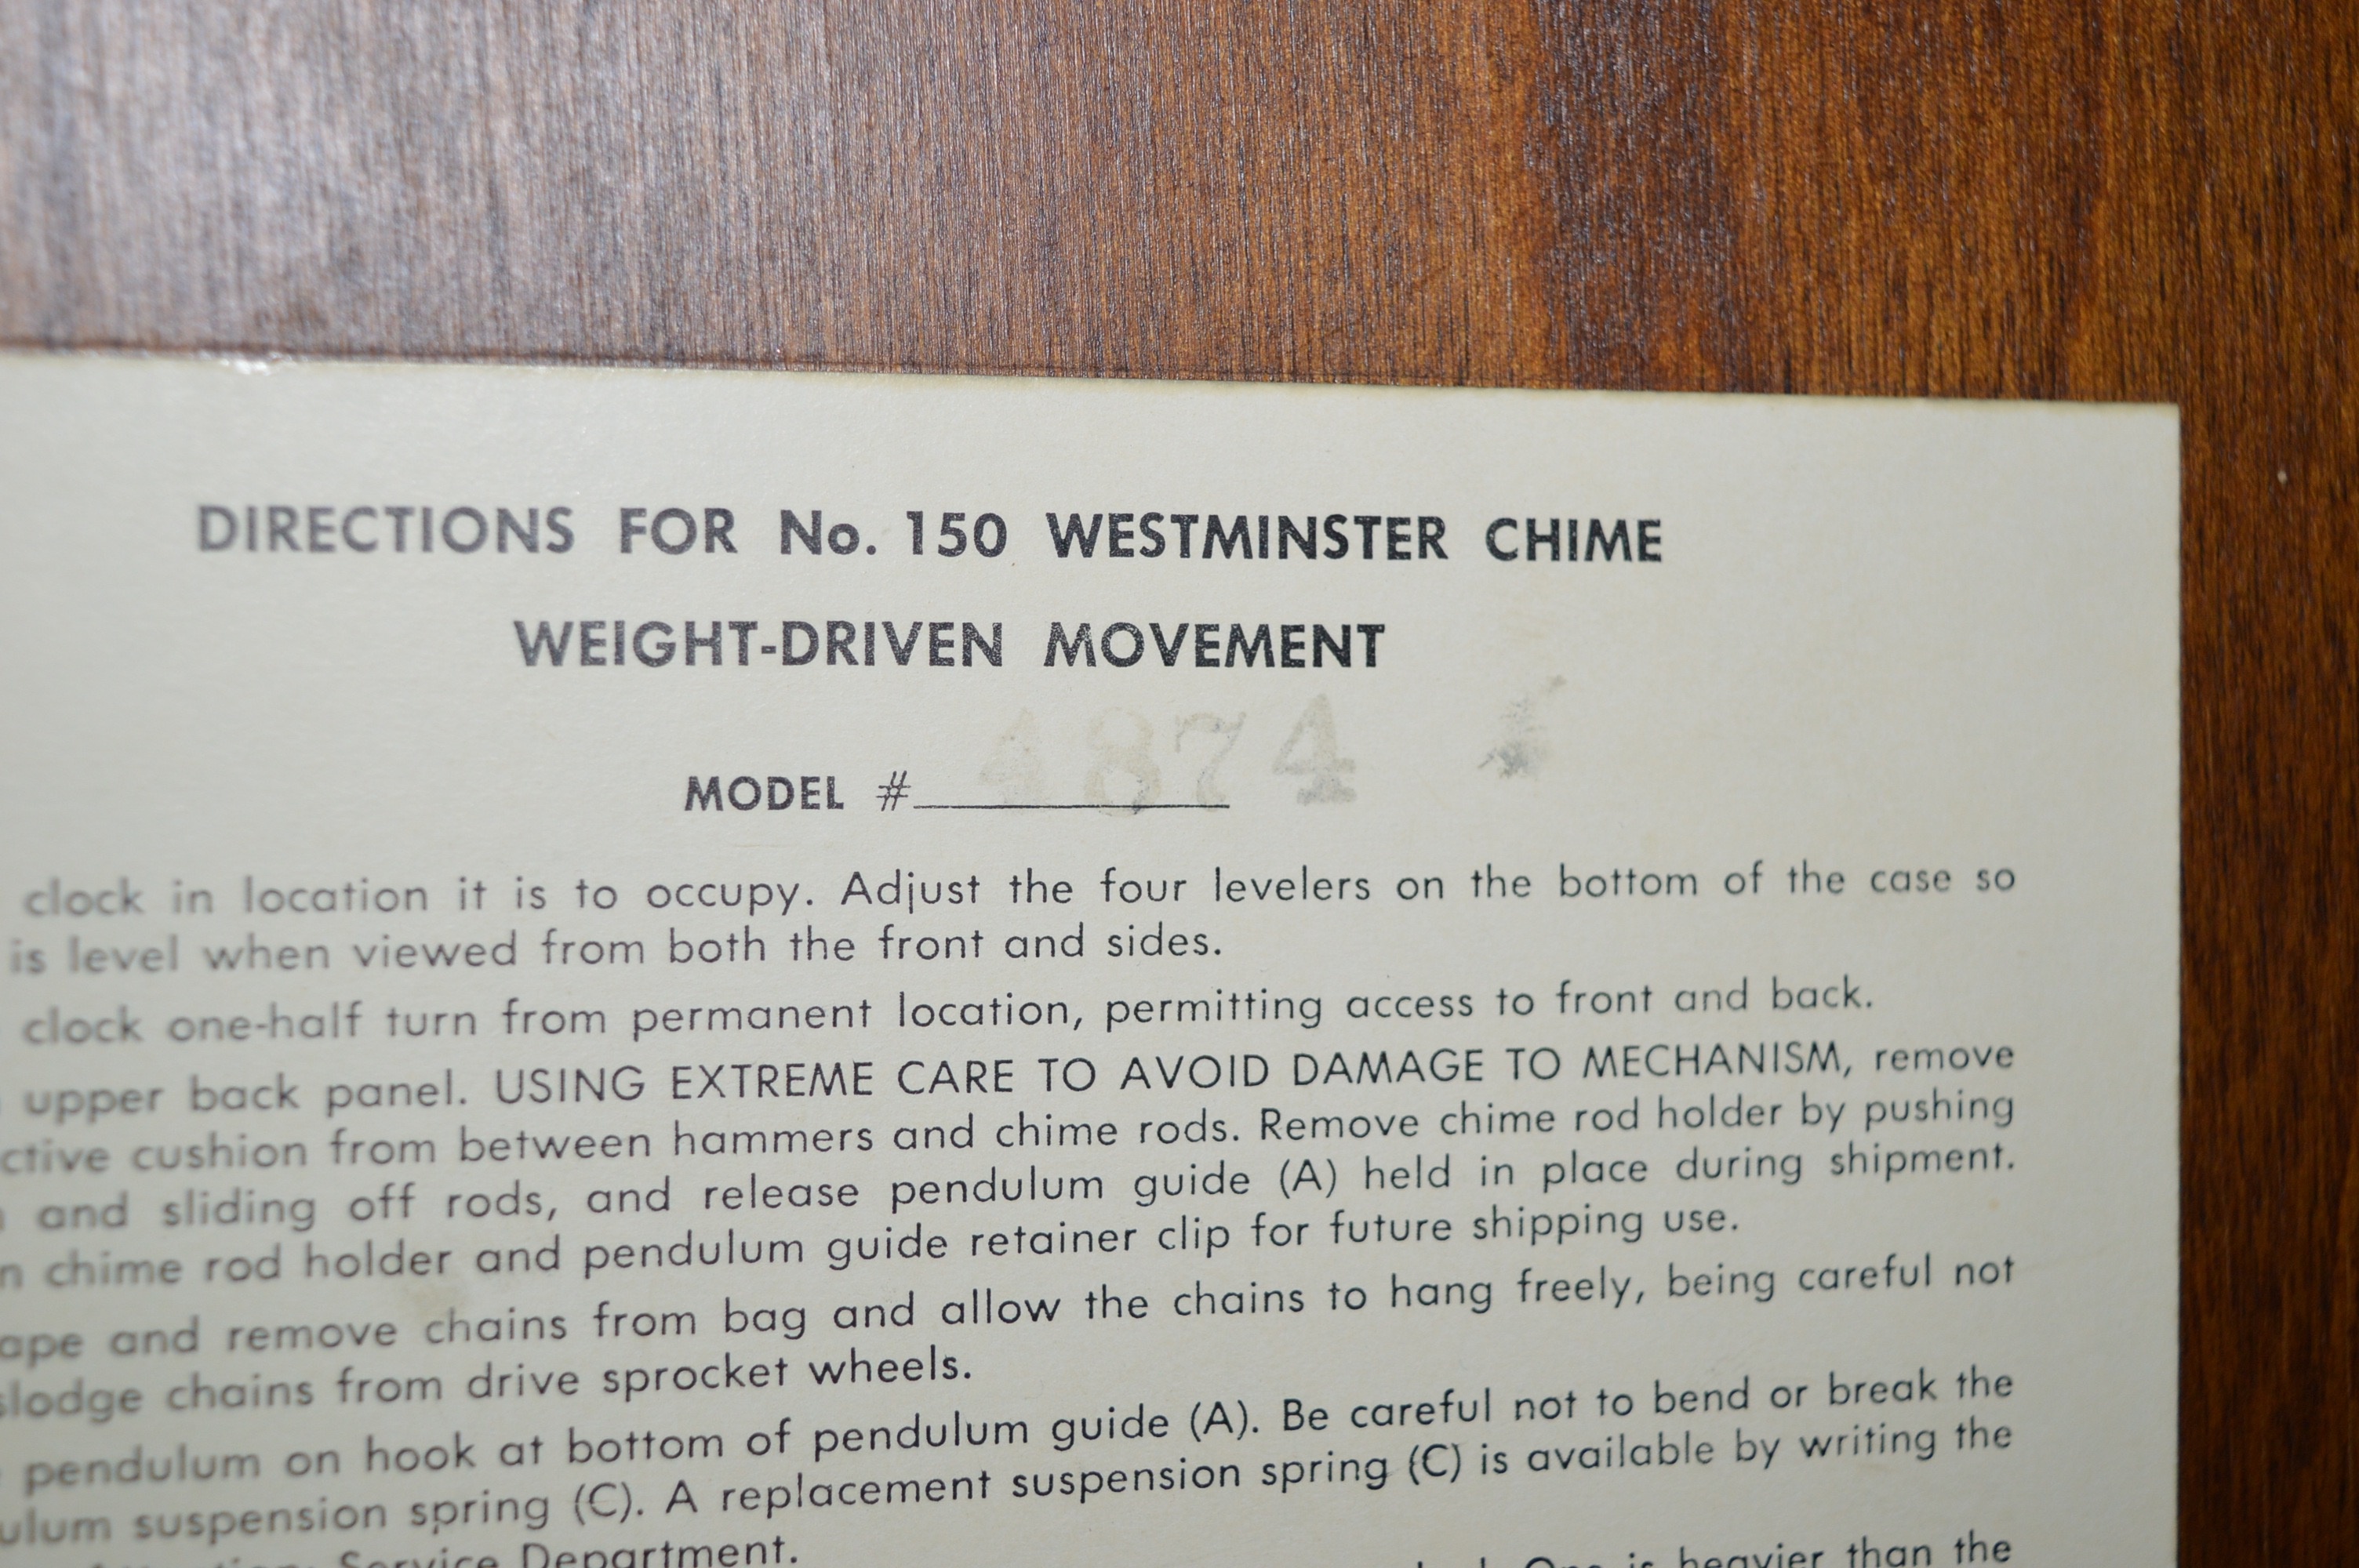 DIRECTIONS FOR No. 150 WESTMINSTER CHIME
WEIGHT-DRIVEN MOVEMENT
MODEL # 4874
clock in location it is to occupy. Adjust the four levelers on the bottom of the case so
is level when viewed from both the front and sides.
clock one-half turn from permanent location, permitting access to front and back.
upper back panel. USING EXTREME CARE TO AVOID DAMAGE TO MECHANISM, remove
ctive cushion from between hammers and chime rods. Remove chime rod holder by pushing
and sliding off rods, and release pendulum guide (A) held in place during shipment.
n chime rod holder and pendulum guide retainer clip for future shipping use.
ape and remove chains from bag and allow the chains to hang freely, being careful not
slodge chains from drive sprocket wheels.
pendulum on hook at bottom of pendulum guide (A). Be careful not to bend or break the
ulum suspension spring (C). A replacement suspension spring (C) is available by writing the
Service Department.
One is heavier than the